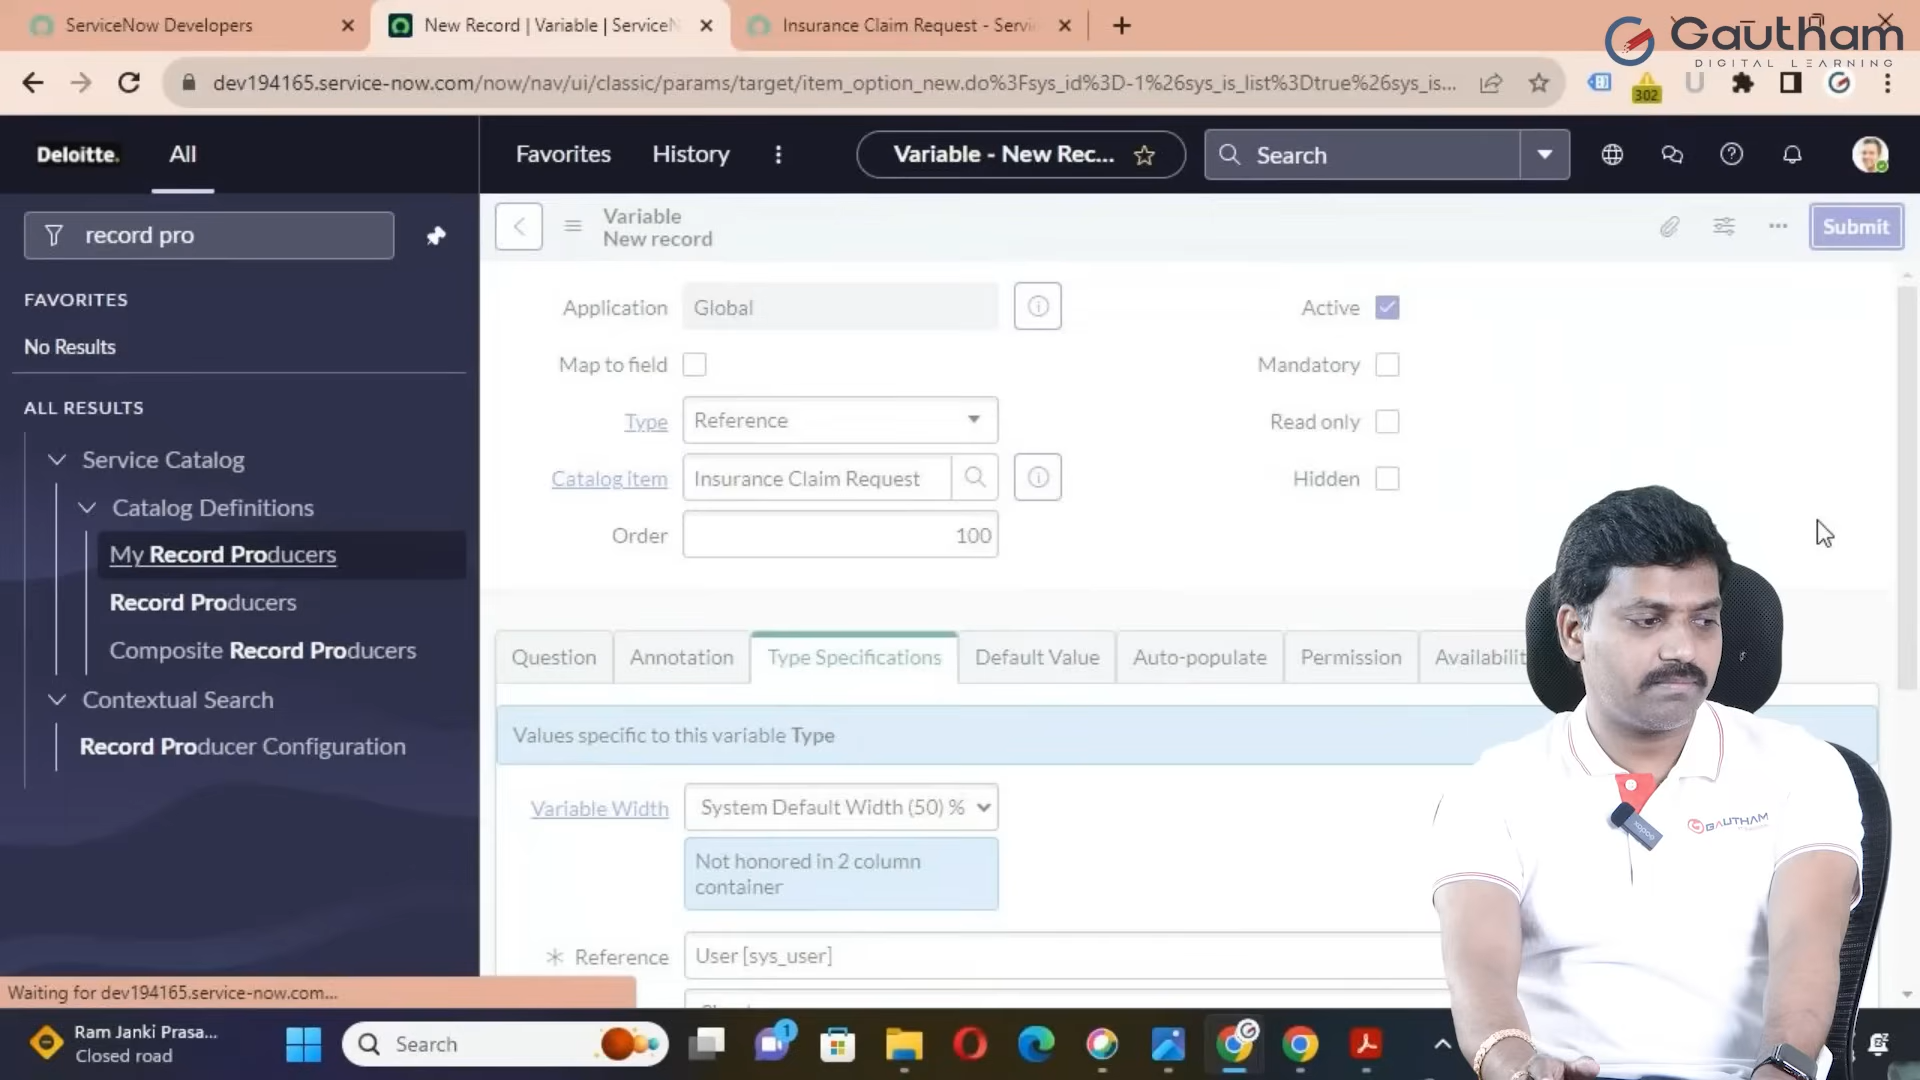 ServiceNow Developers
New Record | Variable | ServiceN
Insurance Claim Request - Servic
Gautham
DIGITAL LEARNING
dev194165.service-now.com/now/nav/ui/classic/params/target/item_option_new.do%3Fsys_id%3D-1%26sys_is_list%3Dtrue%26sys_is...
302
Deloitte.
All
Favorites
History
Variable - New Rec...
Search
record pro
Variable
New record
Submit
FAVORITES
No Results
ALL RESULTS
Service Catalog
Catalog Definitions
My Record Producers
Record Producers
Composite Record Producers
Contextual Search
Record Producer Configuration
Application
Global
Active
Map to field
Mandatory
Type
Reference
Read only
Catalog item
Insurance Claim Request
Hidden
Order
100
Question
Annotation
Type Specifications
Default Value
Auto-populate
Permission
Availabilit
Values specific to this variable Type
Variable Width
System Default Width (50) %
Not honored in 2 column
container
* Reference
User [sys_user]
GAUTHAM
Waiting for dev194165.service-now.com...
Ram Janki Prasa...
Closed road
Search
1